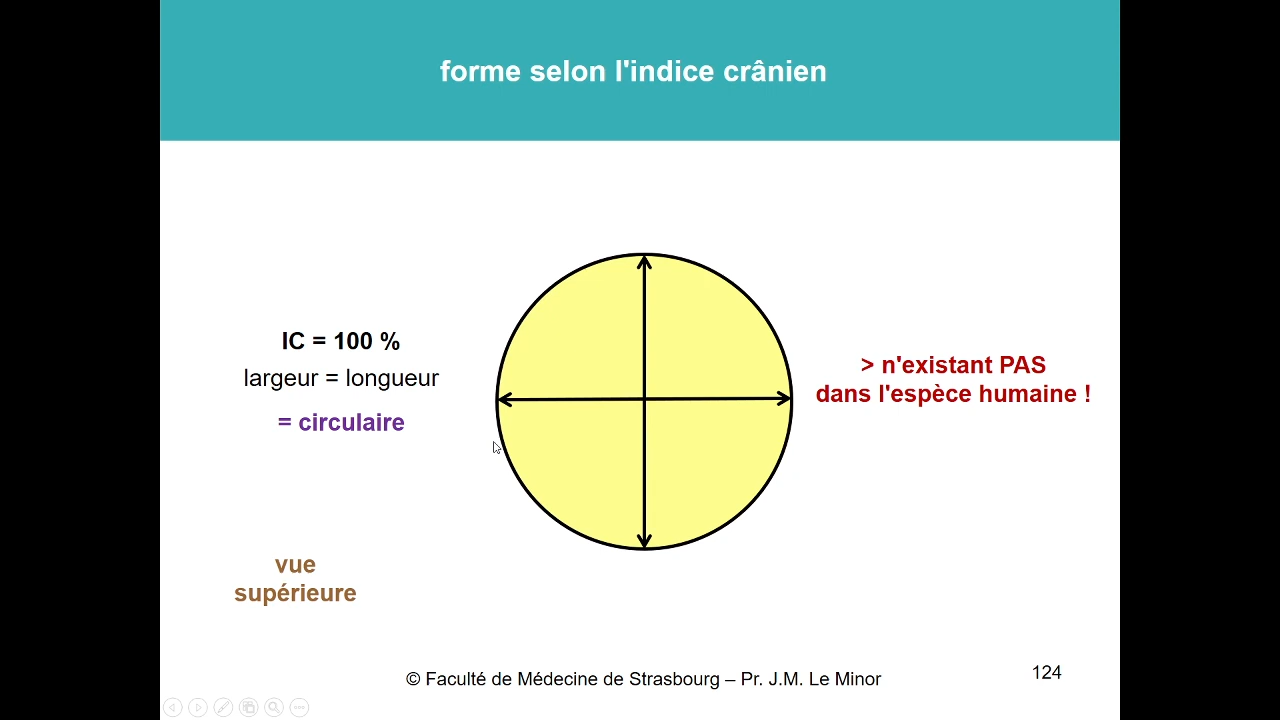 forme selon l'indice crânien
IC = 100 %
largeur = longueur
= circulaire
> n'existant PAS
dans l'espèce humaine !
vue
supérieure
© Faculté de Médecine de Strasbourg – Pr. J.M. Le Minor
124